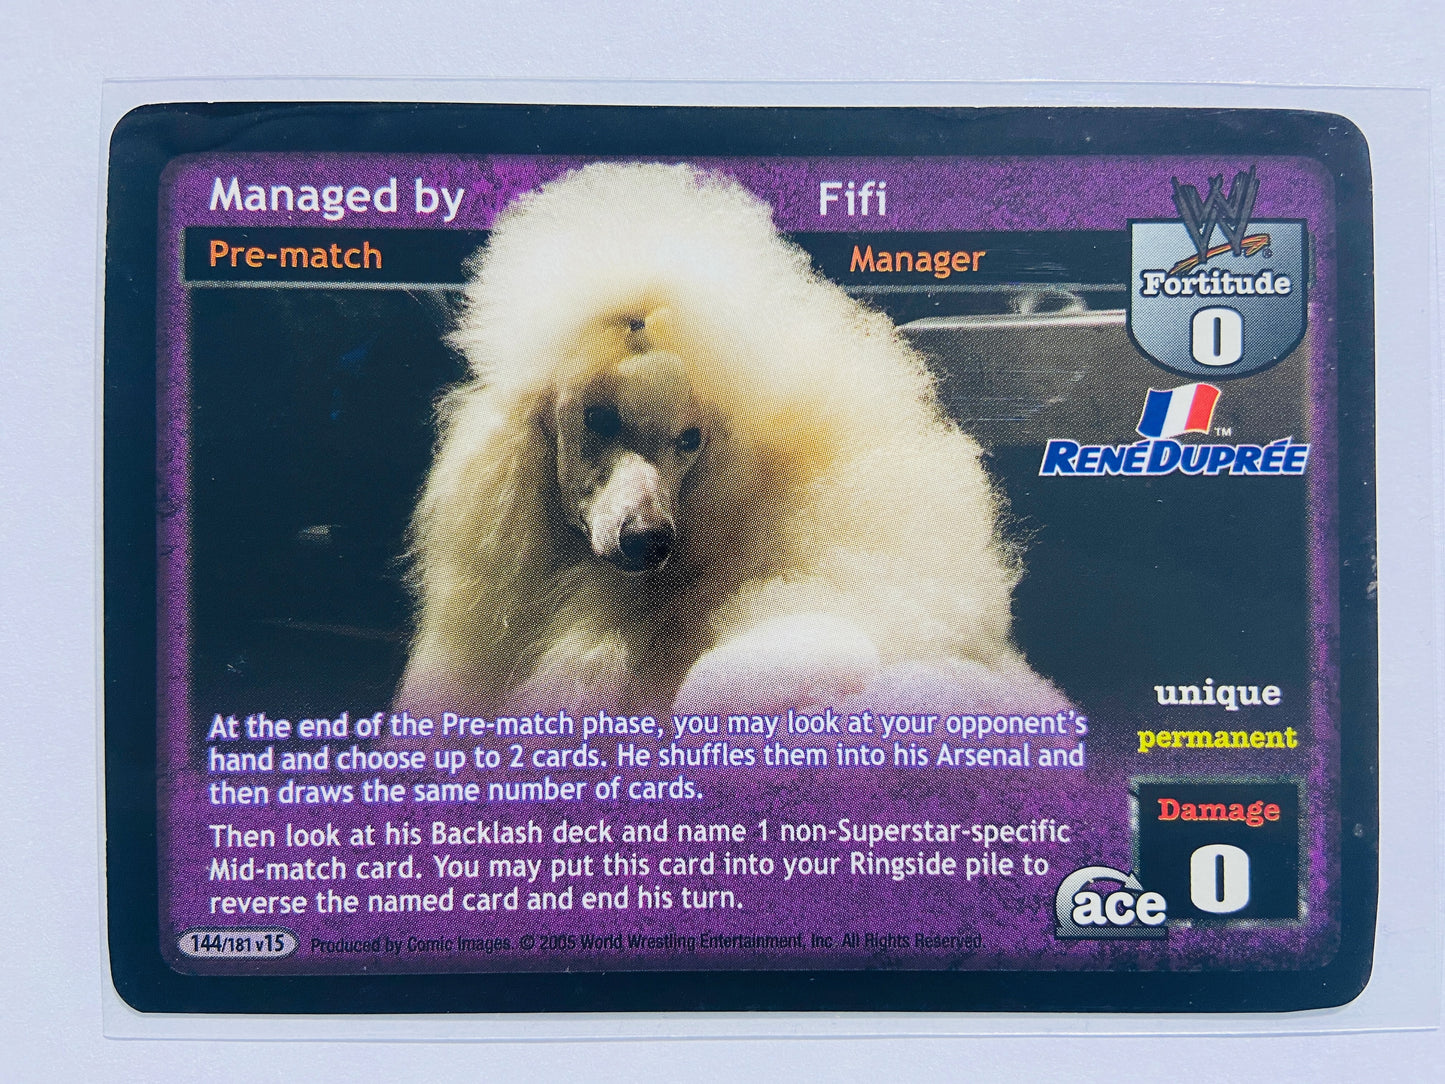 Managed by Fifi
Pre-match Manager
W
Fortitude
0
RENÉ DUPRÉE™
unique
permanent
At the end of the Pre-match phase, you may look at your opponent's
hand and choose up to 2 cards. He shuffles them into his Arsenal and
then draws the same number of cards.
Then look at his Backlash deck and name 1 non-Superstar-specific
Mid-match card. You may put this card into your Ringside pile to
reverse the named card and end his turn.
Damage
0
ace
144/181 v15 Produced by Comic Images. © 2005 World Wrestling Entertainment, Inc. All Rights Reserved.